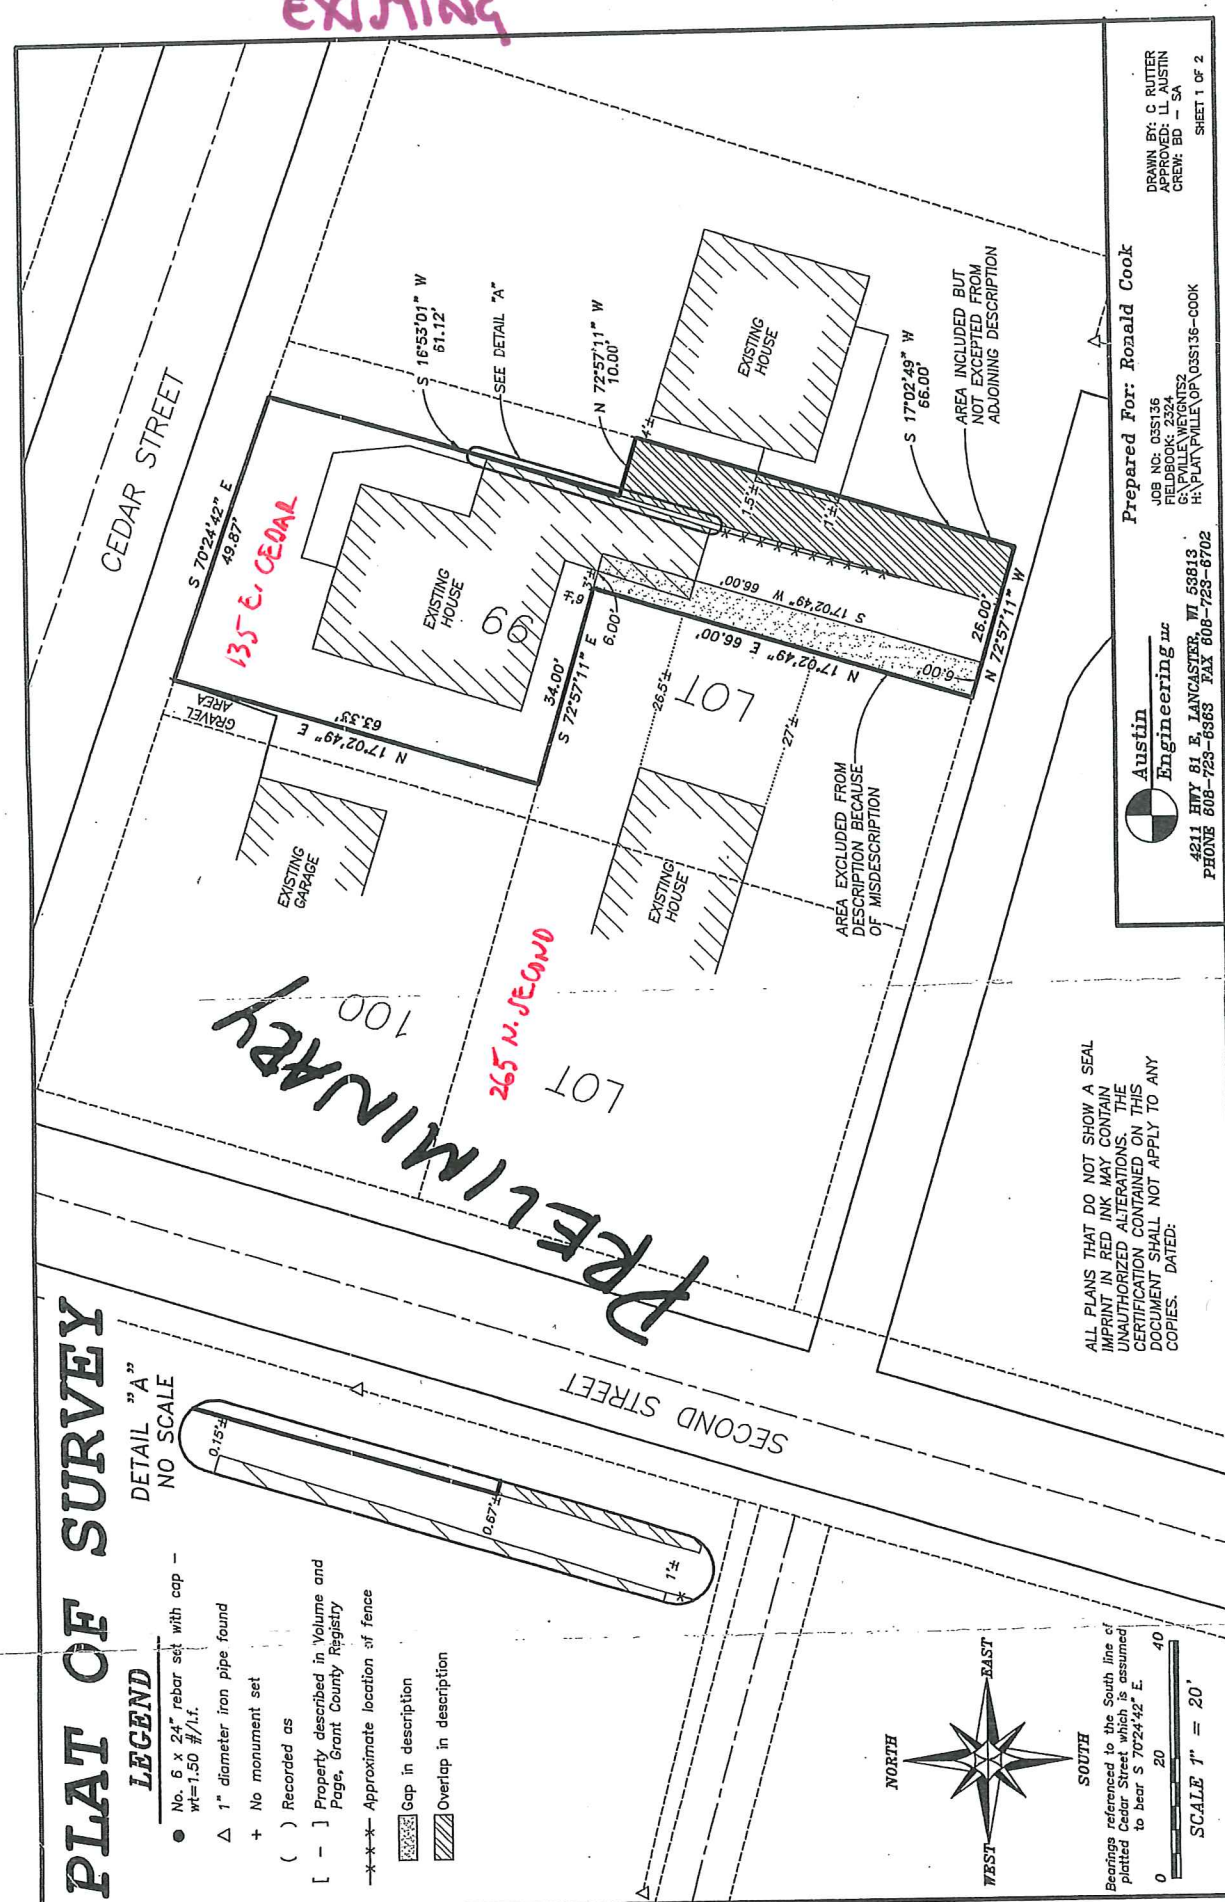 EXISTING
PLAT OF SURVEY
LEGEND
No. 6 x 24" rebar set with cap -
wt=1.50 #/l.f.
1" diameter iron pipe found
+ No monument set
( ) Recorded as
[ - ] Property described in Volume and
Page, Grant County Registry
-x-x-x- Approximate location of fence
Gap in description
Overlap in description
DETAIL "A"
NO SCALE
0.15'±
0.67'±
1'±
CEDAR STREET
S 70°24'42" E
49.87'
135 E. CEDAR
GRAVEL
AREA
N 17°02'49" E
63.33'
EXISTING
GARAGE
EXISTING
HOUSE
99
S 16°53'01" W
61.12'
SEE DETAIL "A"
N 72°57'11" W
10.00'
4'±
EXISTING
HOUSE
1.5'±
1'±
S 17°02'49" W
66.00'
AREA INCLUDED BUT
NOT EXCEPTED FROM
ADJOINING DESCRIPTION
34.00'
S 72°57'11" E
6'±
3'±
6.00'
S 17°02'49" W 66.00'
N 17°02'49" E 66.00'
6.00'
26.00'
N 72°57'11" W
LOT
26.5'±
27'±
EXISTING
HOUSE
AREA EXCLUDED FROM
DESCRIPTION BECAUSE
OF MISDESCRIPTION
100
PRELIMINARY
265 N. SECOND
LOT
SECOND STREET
NORTH
EAST
SOUTH
WEST
Bearings referenced to the South line of
platted Cedar Street which is assumed
to bear S 70°24'42" E.
0 20 40
SCALE 1" = 20'
ALL PLANS THAT DO NOT SHOW A SEAL
IMPRINT IN RED INK MAY CONTAIN
UNAUTHORIZED ALTERATIONS. THE
CERTIFICATION CONTAINED ON THIS
DOCUMENT SHALL NOT APPLY TO ANY
COPIES. DATED:
Austin
Engineering LLC
4211 HWY 81 E, LANCASTER, WI 53813
PHONE 608-723-6363 FAX 608-723-6702
Prepared For: Ronald Cook
JOB NO: 03S136
FIELDBOOK: 2324
G:\PVILLE\WEYGNTS2
H:\PLAT\PVILLE\OP\03S136-COOK
DRAWN BY: C RUTTER
APPROVED: LL AUSTIN
CREW: BD - SA
SHEET 1 OF 2